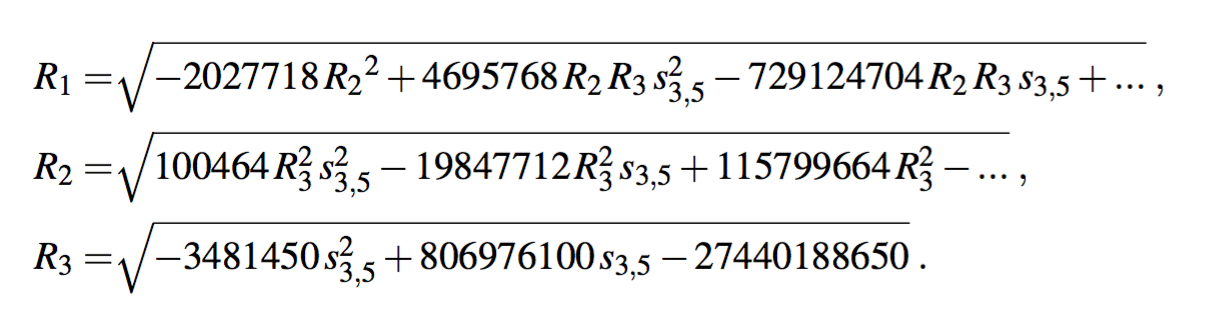 R₁ = √(−2027718 R₂² + 4695768 R₂ R₃ s²₃,₅ − 729124704 R₂ R₃ s₃,₅ + ...) ,
R₂ = √(100464 R₃² s²₃,₅ − 19847712 R₃² s₃,₅ + 115799664 R₃² − ...) ,
R₃ = √(−3481450 s²₃,₅ + 806976100 s₃,₅ − 27440188650) .